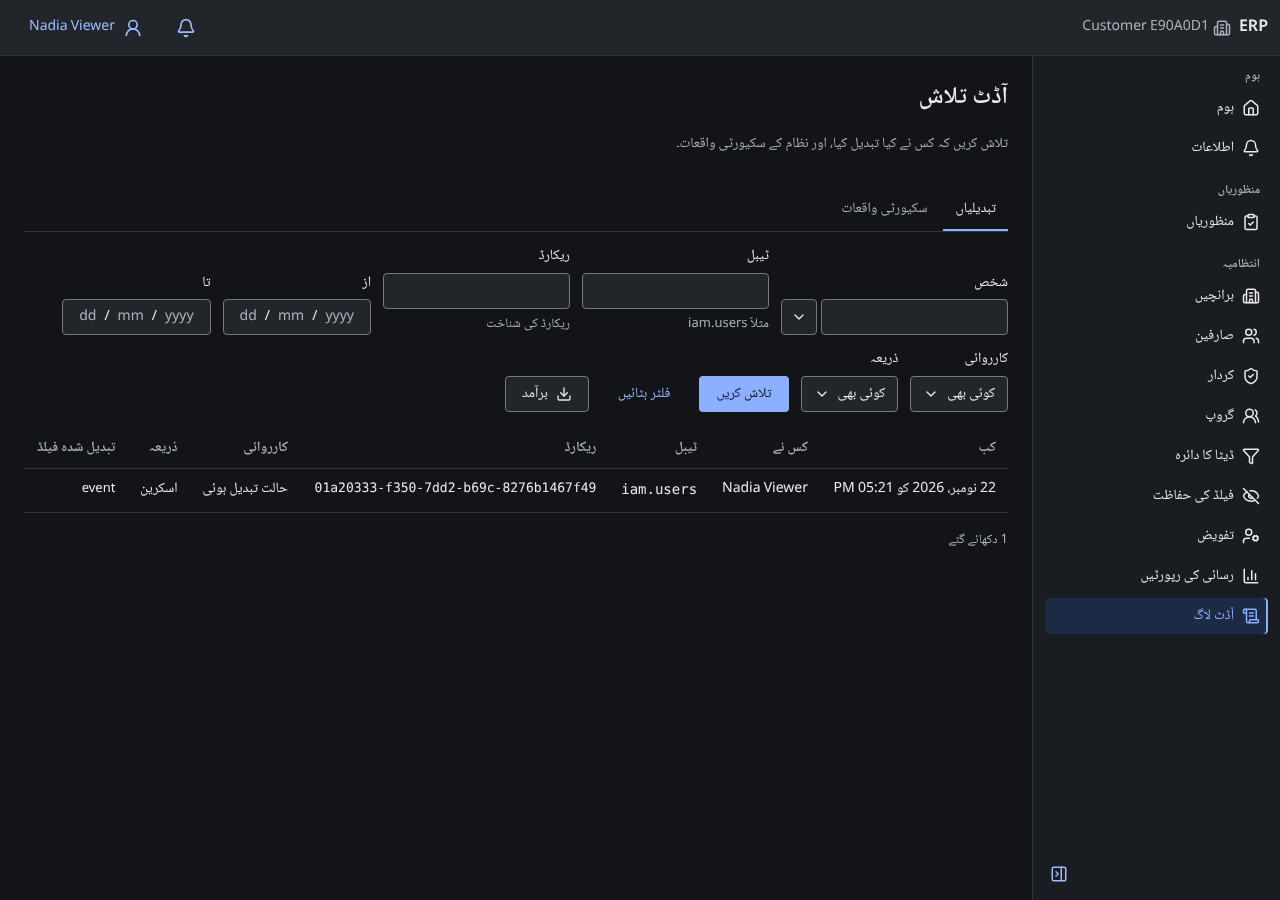 ERP
Customer E90A0D1
Nadia Viewer
ہوم
ہوم
اطلاعات
منظوریاں
منظوریاں
انتظامیہ
برانچیں
صارفین
کردار
گروپ
ڈیٹا کا دائرہ
فیلڈ کی حفاظت
تفویض
رسائی کی رپورٹیں
آڈٹ لاگ
آڈٹ تلاش
تلاش کریں کہ کس نے کیا تبدیل کیا، اور نظام کے سکیورٹی واقعات۔
تبدیلیاں سکیورٹی واقعات
شخص
ٹیبل
مثلاً iam.users
ریکارڈ
ریکارڈ کی شناخت
از
dd / mm / yyyy
تا
dd / mm / yyyy
کارروائی
کوئی بھی
ذریعہ
کوئی بھی
تلاش کریں
فلٹر ہٹائیں
برآمد
کب کس نے ٹیبل ریکارڈ کارروائی ذریعہ تبدیل شدہ فیلڈ
22 نومبر، 2026 کو 05:21 PM Nadia Viewer iam.users 01a20333-f350-7dd2-b69c-8276b1467f49 حالت تبدیل ہوئی اسکرین event
1 دکھائے گئے